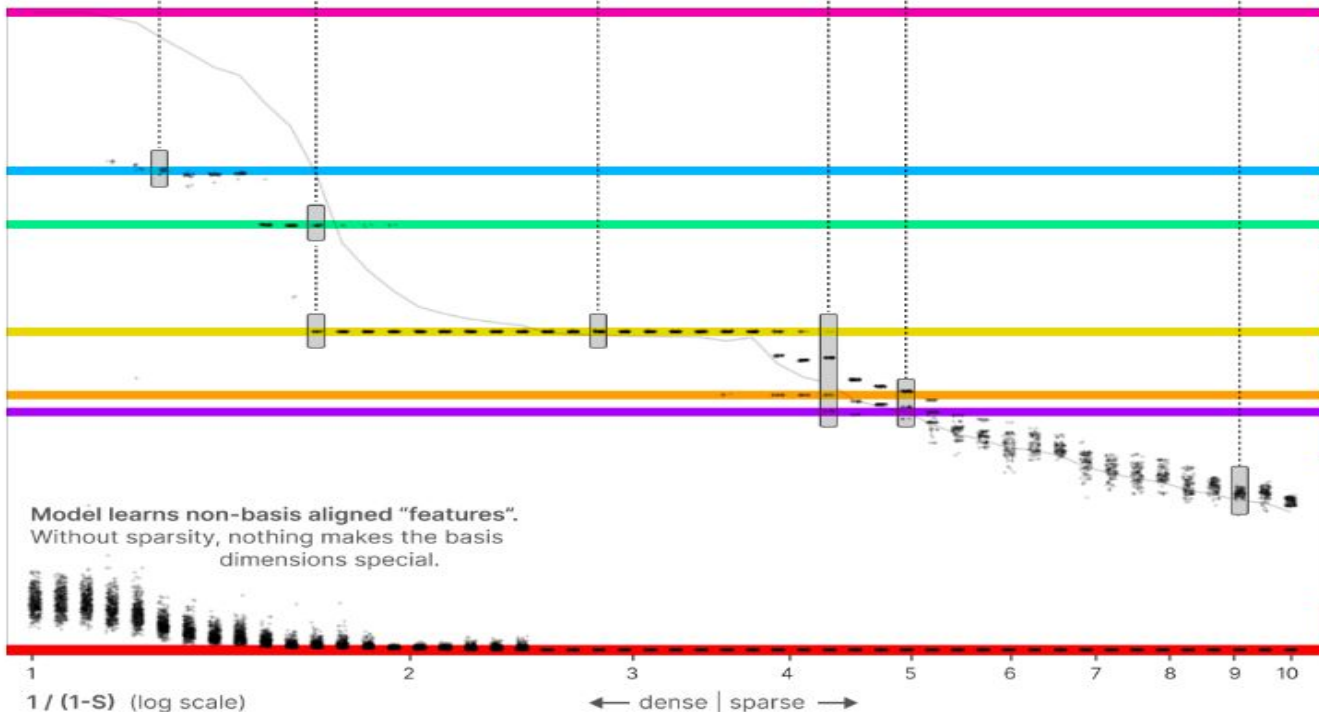 Model learns non-basis aligned “features”.
Without sparsity, nothing makes the basis
dimensions special.
1 2 3 4 5 6 7 8 9 10
1 / (1-S) (log scale) ← dense | sparse →